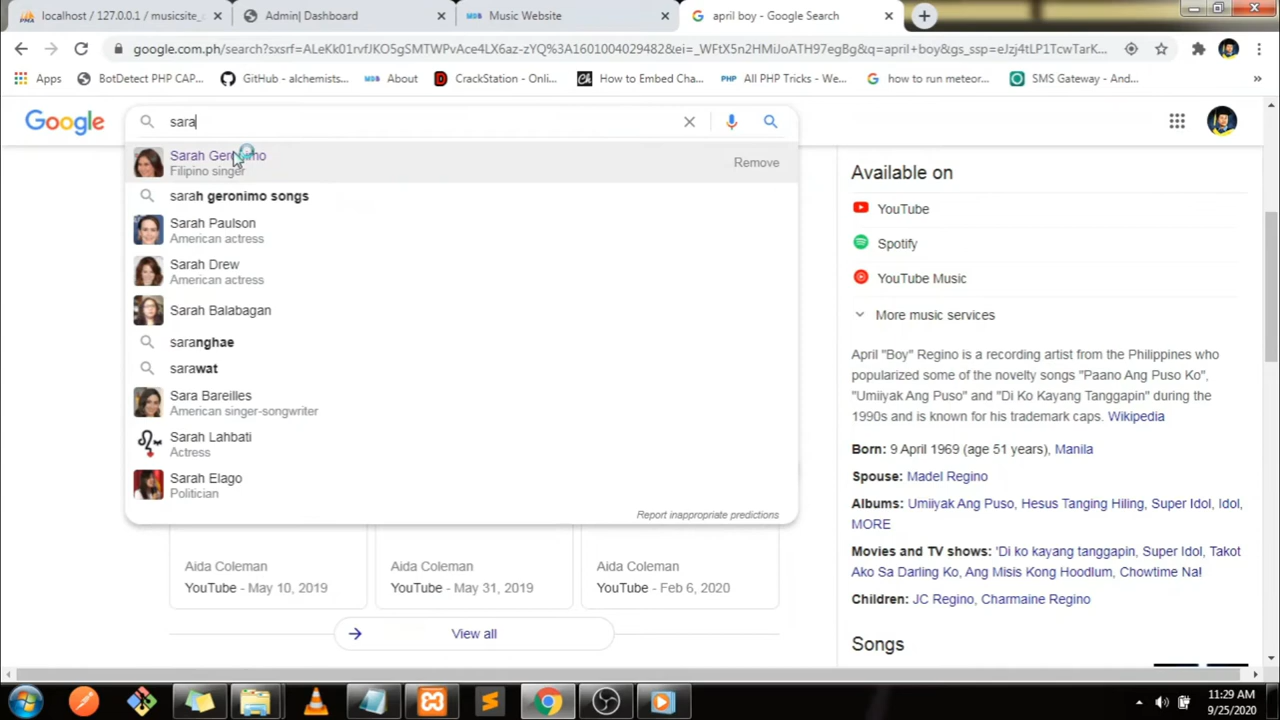 localhost / 127.0.0.1 / musicsite_
Admin| Dashboard
MDB Music Website
april boy - Google Search
google.com.ph/search?sxsrf=ALeKk01rvfJKO5gSMTWPvAce4LX6az-zYQ%3A1601004029482&ei=_WFtX5n2HMiJoATH97egBg&q=april+boy&gs_ssp=eJzj4tLP1TcwTarK...
Apps
BotDetect PHP CAP...
GitHub - alchemists...
MDB About
CrackStation - Onli...
How to Embed Cha...
PHP All PHP Tricks - We...
how to run meteor...
SMS Gateway - And...
»
Google
sara
Sarah Geronimo
Filipino singer
Remove
sarah geronimo songs
Sarah Paulson
American actress
Sarah Drew
American actress
Sarah Balabagan
saranghae
sarawat
Sara Bareilles
American singer-songwriter
Sarah Lahbati
Actress
Sarah Elago
Politician
Report inappropriate predictions
Aida Coleman
YouTube - May 10, 2019
Aida Coleman
YouTube - May 31, 2019
Aida Coleman
YouTube - Feb 6, 2020
View all
Available on
YouTube
Spotify
YouTube Music
More music services
April "Boy" Regino is a recording artist from the Philippines who
popularized some of the novelty songs "Paano Ang Puso Ko",
"Umiiyak Ang Puso" and "Di Ko Kayang Tanggapin" during the
1990s and is known for his trademark caps. Wikipedia
Born: 9 April 1969 (age 51 years), Manila
Spouse: Madel Regino
Albums: Umiiyak Ang Puso, Hesus Tanging Hiling, Super Idol, Idol,
MORE
Movies and TV shows: 'Di ko kayang tanggapin, Super Idol, Takot
Ako Sa Darling Ko, Ang Misis Kong Hoodlum, Chowtime Na!
Children: JC Regino, Charmaine Regino
Songs
11:29 AM
9/25/2020